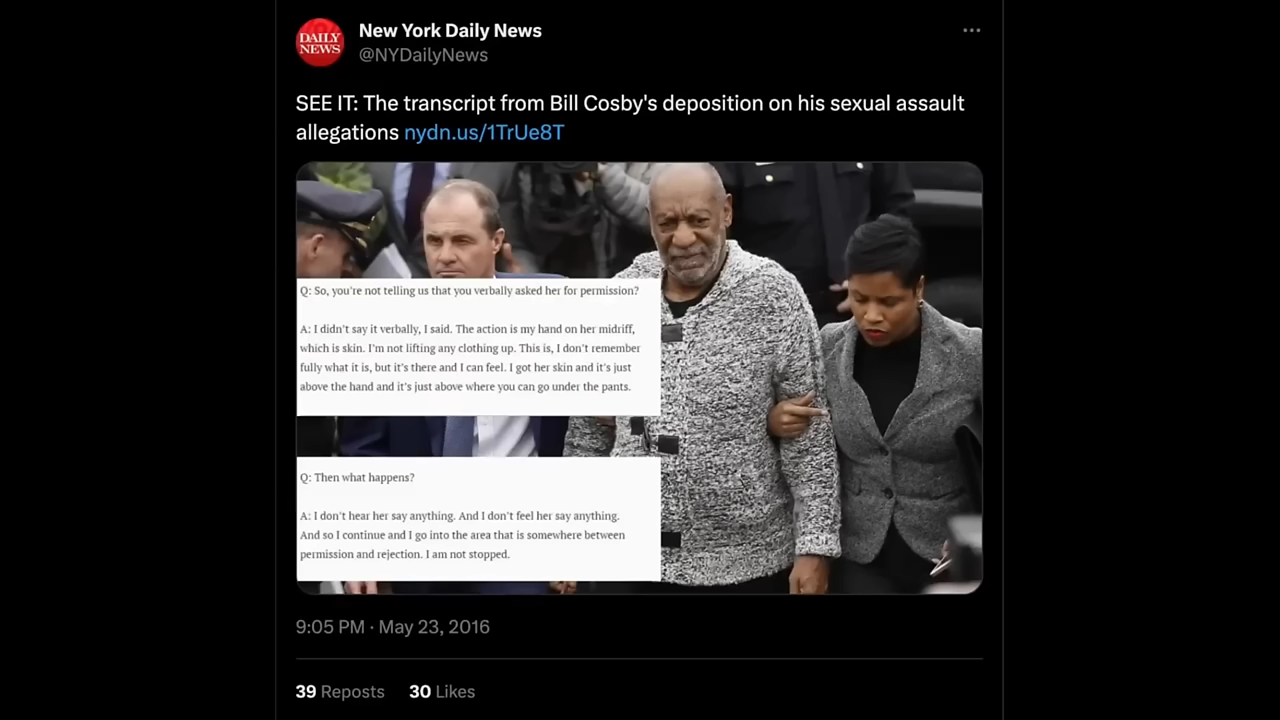 DAILY
NEWS
New York Daily News
@NYDailyNews
SEE IT: The transcript from Bill Cosby's deposition on his sexual assault
allegations nydn.us/1TrUe8T
Q: So, you're not telling us that you verbally asked her for permission?
A: I didn't say it verbally, I said. The action is my hand on her midriff,
which is skin. I'm not lifting any clothing up. This is, I don't remember
fully what it is, but it's there and I can feel. I got her skin and it's just
above the hand and it's just above where you can go under the pants.
Q: Then what happens?
A: I don't hear her say anything. And I don't feel her say anything.
And so I continue and I go into the area that is somewhere between
permission and rejection. I am not stopped.
9:05 PM · May 23, 2016
39 Reposts 30 Likes